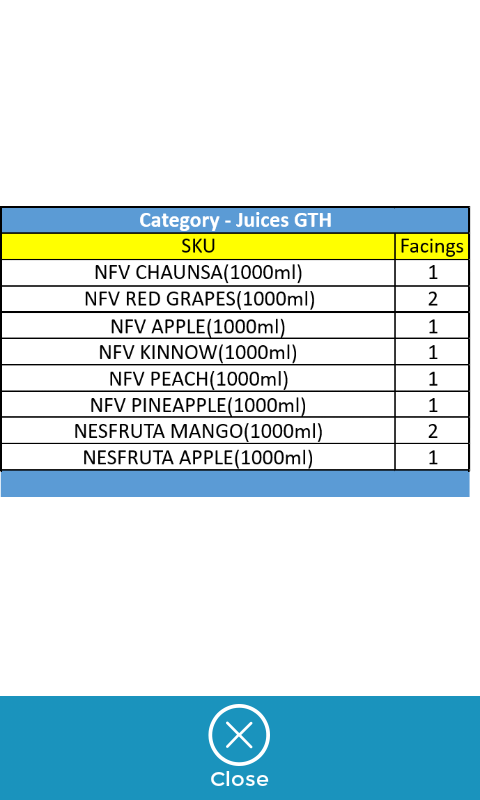 Category - Juices GTH
SKU Facings
NFV CHAUNSA(1000ml) 1
NFV RED GRAPES(1000ml) 2
NFV APPLE(1000ml) 1
NFV KINNOW(1000ml) 1
NFV PEACH(1000ml) 1
NFV PINEAPPLE(1000ml) 1
NESFRUTA MANGO(1000ml) 2
NESFRUTA APPLE(1000ml) 1
Close